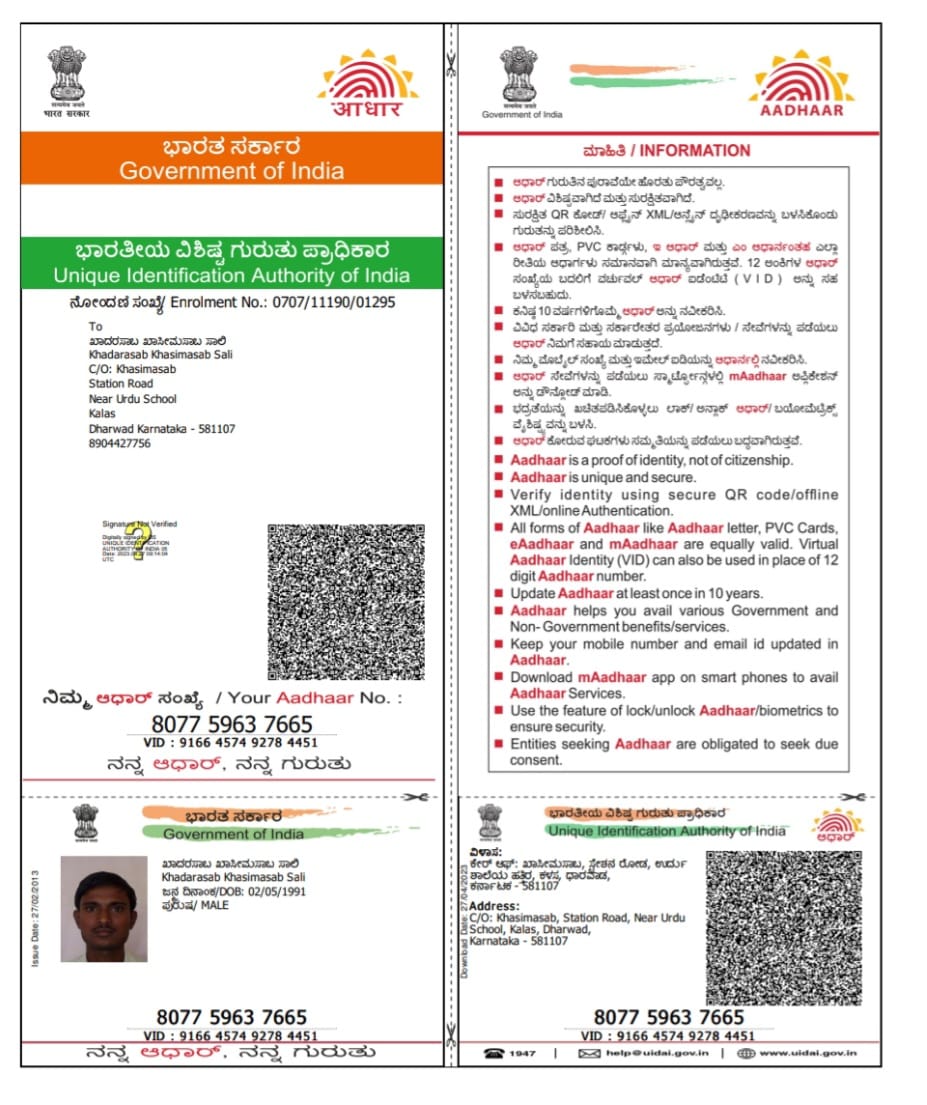 सत्यमेव जयते
भारत सरकार
आधार
ಭಾರತ ಸರ್ಕಾರ
Government of India
ಭಾರತೀಯ ವಿಶಿಷ್ಟ ಗುರುತು ಪ್ರಾಧಿಕಾರ
Unique Identification Authority of India
ನೋಂದಣಿ ಸಂಖ್ಯೆ/ Enrolment No.: 0707/11190/01295
To
ಖಾದರಸಾಬ ಖಾಸೀಮಸಾಬ ಸಾಲಿ
Khadarasab Khasimasab Sali
C/O: Khasimasab
Station Road
Near Urdu School
Kalas
Dharwad Karnataka - 581107
8904427756
Signature Not Verified
Digitally signed by DS
UNIQUE IDENTIFICATION
AUTHORITY OF INDIA 05
UTC
ನಿಮ್ಮ ಆಧಾರ್ ಸಂಖ್ಯೆ / Your Aadhaar No. :
8077 5963 7665
VID : 9166 4574 9278 4451
ನನ್ನ ಆಧಾರ್, ನನ್ನ ಗುರುತು
ಭಾರತ ಸರ್ಕಾರ
Government of India
Issue Date: 27/02/2013
ಖಾದರಸಾಬ ಖಾಸೀಮಸಾಬ ಸಾಲಿ
Khadarasab Khasimasab Sali
ಜನ್ಮ ದಿನಾಂಕ/DOB: 02/05/1991
ಪುರುಷ/ MALE
8077 5963 7665
VID : 9166 4574 9278 4451
ನನ್ನ ಆಧಾರ್, ನನ್ನ ಗುರುತು
सत्यमेव जयते
Government of India
AADHAAR
ಮಾಹಿತಿ / INFORMATION
ಆಧಾರ್ ಗುರುತಿನ ಪುರಾವೆಯೇ ಹೊರತು ಪೌರತ್ವವಲ್ಲ.
ಆಧಾರ್ ವಿಶಿಷ್ಟವಾಗಿದೆ ಮತ್ತು ಸುರಕ್ಷಿತವಾಗಿದೆ.
ಸುರಕ್ಷಿತ QR ಕೋಡ್/ ಆಫ್ಲೈನ್ XML/ಆನ್ಲೈನ್ ದೃಢೀಕರಣವನ್ನು ಬಳಸಿಕೊಂಡು
ಗುರುತನ್ನು ಪರಿಶೀಲಿಸಿ.
ಆಧಾರ್ ಪತ್ರ, PVC ಕಾರ್ಡ್ಗಳು, ಇ ಆಧಾರ್ ಮತ್ತು ಎಂ ಆಧಾರ್ನಂತಹ ಎಲ್ಲಾ
ರೀತಿಯ ಆಧಾರ್ಗಳು ಸಮಾನವಾಗಿ ಮಾನ್ಯವಾಗಿರುತ್ತವೆ. 12 ಅಂಕಿಗಳ ಆಧಾರ್
ಸಂಖ್ಯೆಯ ಬದಲಿಗೆ ವರ್ಚುವಲ್ ಆಧಾರ್ ಐಡೆಂಟಿಟಿ (VID) ಅನ್ನು ಸಹ
ಬಳಸಬಹುದು.
ಕನಿಷ್ಠ 10 ವರ್ಷಗಳಿಗೊಮ್ಮೆ ಆಧಾರ್ ಅನ್ನು ನವೀಕರಿಸಿ.
ವಿವಿಧ ಸರ್ಕಾರಿ ಮತ್ತು ಸರ್ಕಾರೇತರ ಪ್ರಯೋಜನಗಳು / ಸೇವೆಗಳನ್ನು ಪಡೆಯಲು
ಆಧಾರ್ ನಿಮಗೆ ಸಹಾಯ ಮಾಡುತ್ತದೆ.
ನಿಮ್ಮ ಮೊಬೈಲ್ ಸಂಖ್ಯೆ ಮತ್ತು ಇಮೇಲ್ ಐಡಿಯನ್ನು ಆಧಾರ್ನಲ್ಲಿ ನವೀಕರಿಸಿ.
ಆಧಾರ್ ಸೇವೆಗಳನ್ನು ಪಡೆಯಲು ಸ್ಮಾರ್ಟ್ಫೋನ್ಗಳಲ್ಲಿ mAadhaar ಅಪ್ಲಿಕೇಶನ್
ಅನ್ನು ಡೌನ್ಲೋಡ್ ಮಾಡಿ.
ಭದ್ರತೆಯನ್ನು ಖಚಿತಪಡಿಸಿಕೊಳ್ಳಲು ಲಾಕ್/ ಅನ್ಲಾಕ್ ಆಧಾರ್/ ಬಯೋಮೆಟ್ರಿಕ್ಸ್
ವೈಶಿಷ್ಟ್ಯವನ್ನು ಬಳಸಿ.
ಆಧಾರ್ ಕೋರುವ ಘಟಕಗಳು ಸಮ್ಮತಿಯನ್ನು ಪಡೆಯಲು ಬದ್ಧವಾಗಿರುತ್ತವೆ.
Aadhaar is a proof of identity, not of citizenship.
Aadhaar is unique and secure.
Verify identity using secure QR code/offline
XML/online Authentication.
All forms of Aadhaar like Aadhaar letter, PVC Cards,
eAadhaar and mAadhaar are equally valid. Virtual
Aadhaar Identity (VID) can also be used in place of 12
digit Aadhaar number.
Update Aadhaar at least once in 10 years.
Aadhaar helps you avail various Government and
Non- Government benefits/services.
Keep your mobile number and email id updated in
Aadhaar.
Download mAadhaar app on smart phones to avail
Aadhaar Services.
Use the feature of lock/unlock Aadhaar/biometrics to
ensure security.
Entities seeking Aadhaar are obligated to seek due
consent.
ಭಾರತೀಯ ವಿಶಿಷ್ಟ ಗುರುತು ಪ್ರಾಧಿಕಾರ
Unique Identification Authority of India
ಆಧಾರ್
Download Date: 27/04/2023
ವಿಳಾಸ:
ಕೇರ್ ಆಫ್: ಖಾಸೀಮಸಾಬ, ಸ್ಟೇಶನ ರೋಡ, ಉರ್ದು
ಶಾಲೆಯ ಹತ್ತಿರ, ಕಳಸ, ಧಾರವಾಡ,
ಕರ್ನಾಟಕ - 581107
Address:
C/O: Khasimasab, Station Road, Near Urdu
School, Kalas, Dharwad,
Karnataka - 581107
8077 5963 7665
VID : 9166 4574 9278 4451
1947 | help@uidai.gov.in | www.uidai.gov.in